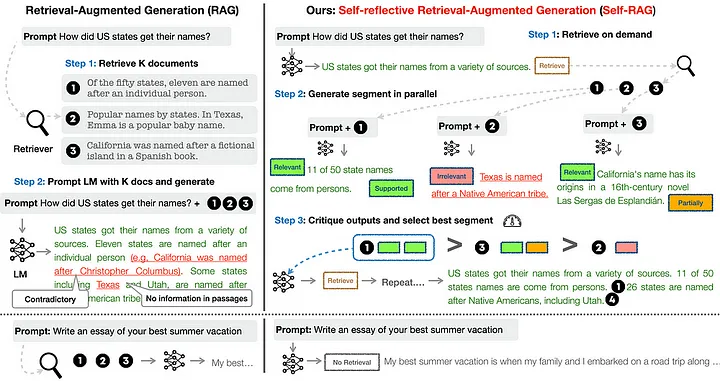 Retrieval-Augmented Generation (RAG)
Prompt How did US states get their names?
Step 1: Retrieve K documents
1 Of the fifty states, eleven are named
after an individual person.
2 Popular names by states. In Texas,
Emma is a popular baby name.
Retriever
3 California was named after a fictional
island in a Spanish book.
Step 2: Prompt LM with K docs and generate
Prompt How did US states get their names? + 1 2 3
US states got their names from a variety of
sources. Eleven states are named after an
individual person (e.g, California was named
after Christopher Columbus). Some states
including Texas and Utah, are named after
LM
Contradictory
No information in passages
merican tribe
Prompt: Write an essay of your best summer vacation
1 2 3
My best…
Ours: Self-reflective Retrieval-Augmented Generation (Self-RAG)
Prompt How did US states get their names?
Step 1: Retrieve on demand
US states got their names from a variety of sources.
Retrieve
Step 2: Generate segment in parallel
1 2 3
Prompt + 1
Prompt + 2
Prompt + 3
Relevant
11 of 50 state names
come from persons.
Supported
Irrelevant
Texas is named
after a Native American tribe.
Relevant
California's name has its
origins in a 16th-century novel
Las Sergas de Esplandián.
Partially
Step 3: Critique outputs and select best segment
1 > 3 > 2
Retrieve
Repeat.…
US states got their names from a variety of sources. 11 of 50
states names are come from persons. 1 26 states are named
after Native Americans, including Utah. 4
Prompt: Write an essay of your best summer vacation
No Retrieval
My best summer vacation is when my family and I embarked on a road trip along …